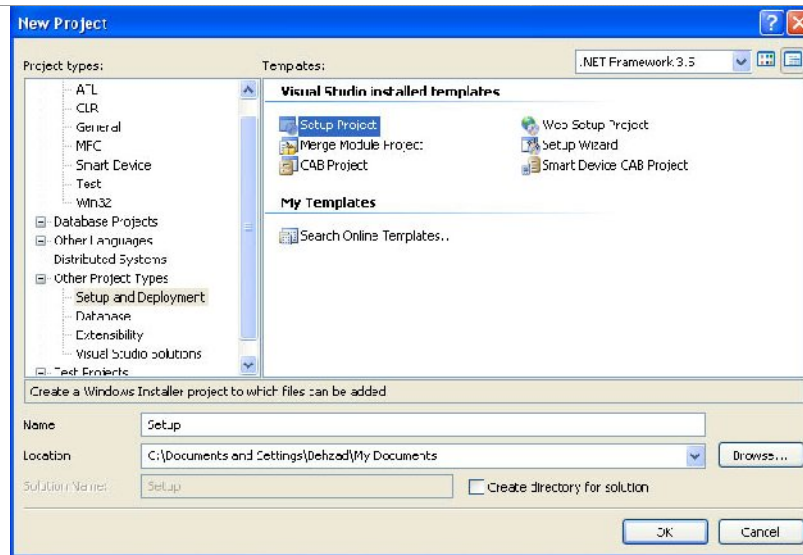 New Project
Project types:
Templates:
.NET Framework 3.5
ATL
CLR
General
MFC
Smart Device
Test
Win32
Database Projects
Other Languages
Distributed Systems
Other Project Types
Setup and Deployment
Database
Extensibility
Visual Studio Solutions
Test Projects
Visual Studio installed templates
Setup Project
Web Setup Project
Merge Module Project
Setup Wizard
CAB Project
Smart Device CAB Project
My Templates
Search Online Templates...
Create a Windows Installer project to which files can be added
Name
Setup
Location
C:\Documents and Settings\Behzad\My Documents
Browse...
Solution Name:
Setup
Create directory for solution
OK
Cancel